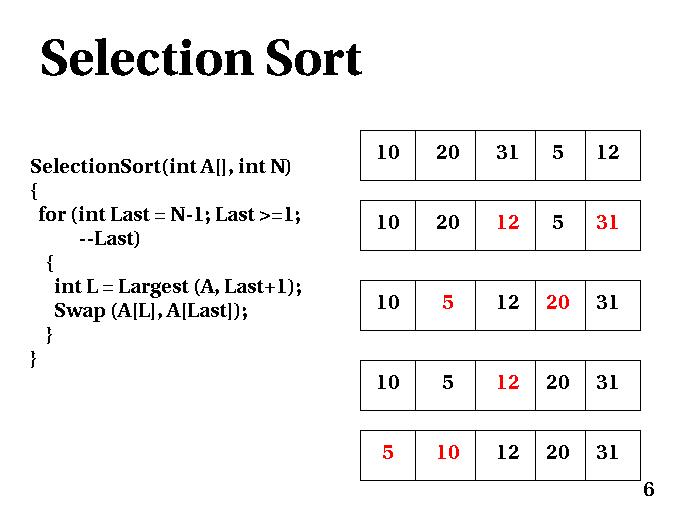 Selection Sort
SelectionSort(int A[], int N)
{
for (int Last = N-1; Last >=1;
--Last)
{
int L = Largest (A, Last+1);
Swap (A[L], A[Last]);
}
}
10 20 31 5 12
10 20 12 5 31
10 5 12 20 31
10 5 12 20 31
5 10 12 20 31
6